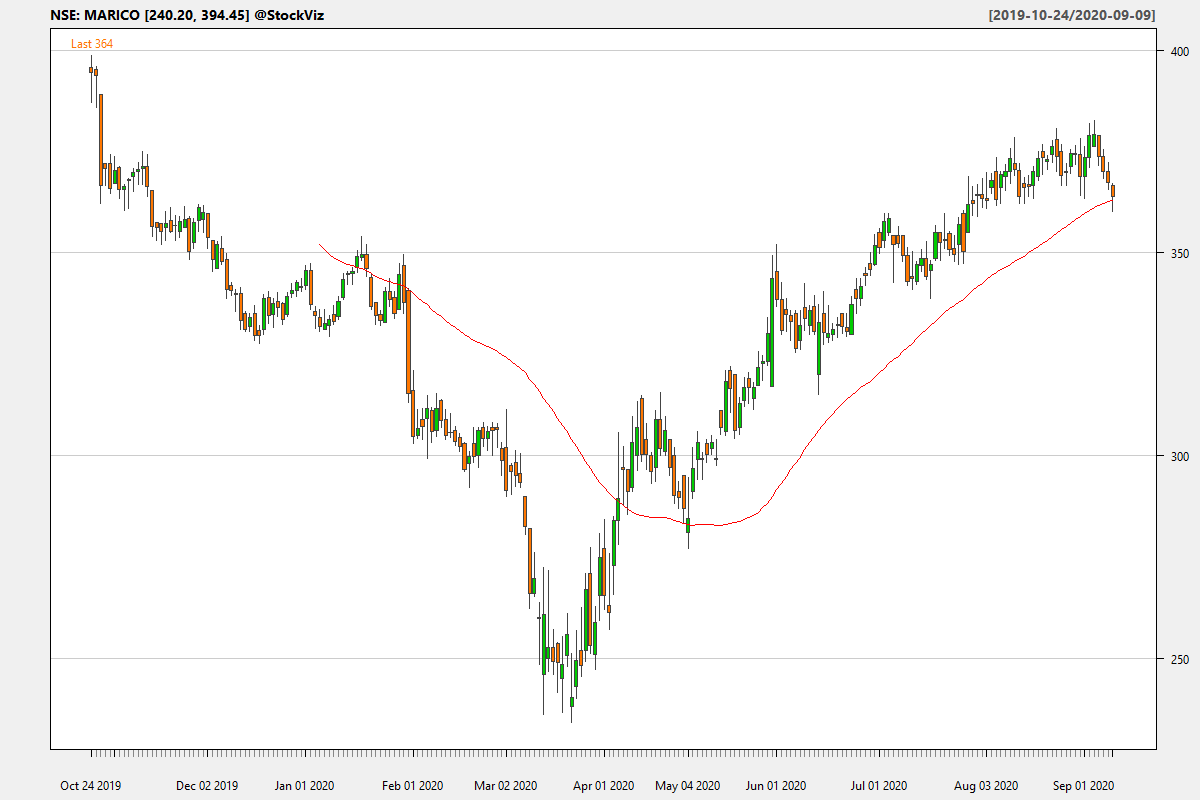 NSE: MARICO [240.20, 394.45] @StockViz [2019-10-24/2020-09-09]
Last 364
400
350
300
250
Oct 24 2019 Dec 02 2019 Jan 01 2020 Feb 01 2020 Mar 02 2020 Apr 01 2020 May 04 2020 Jun 01 2020 Jul 01 2020 Aug 03 2020 Sep 01 2020